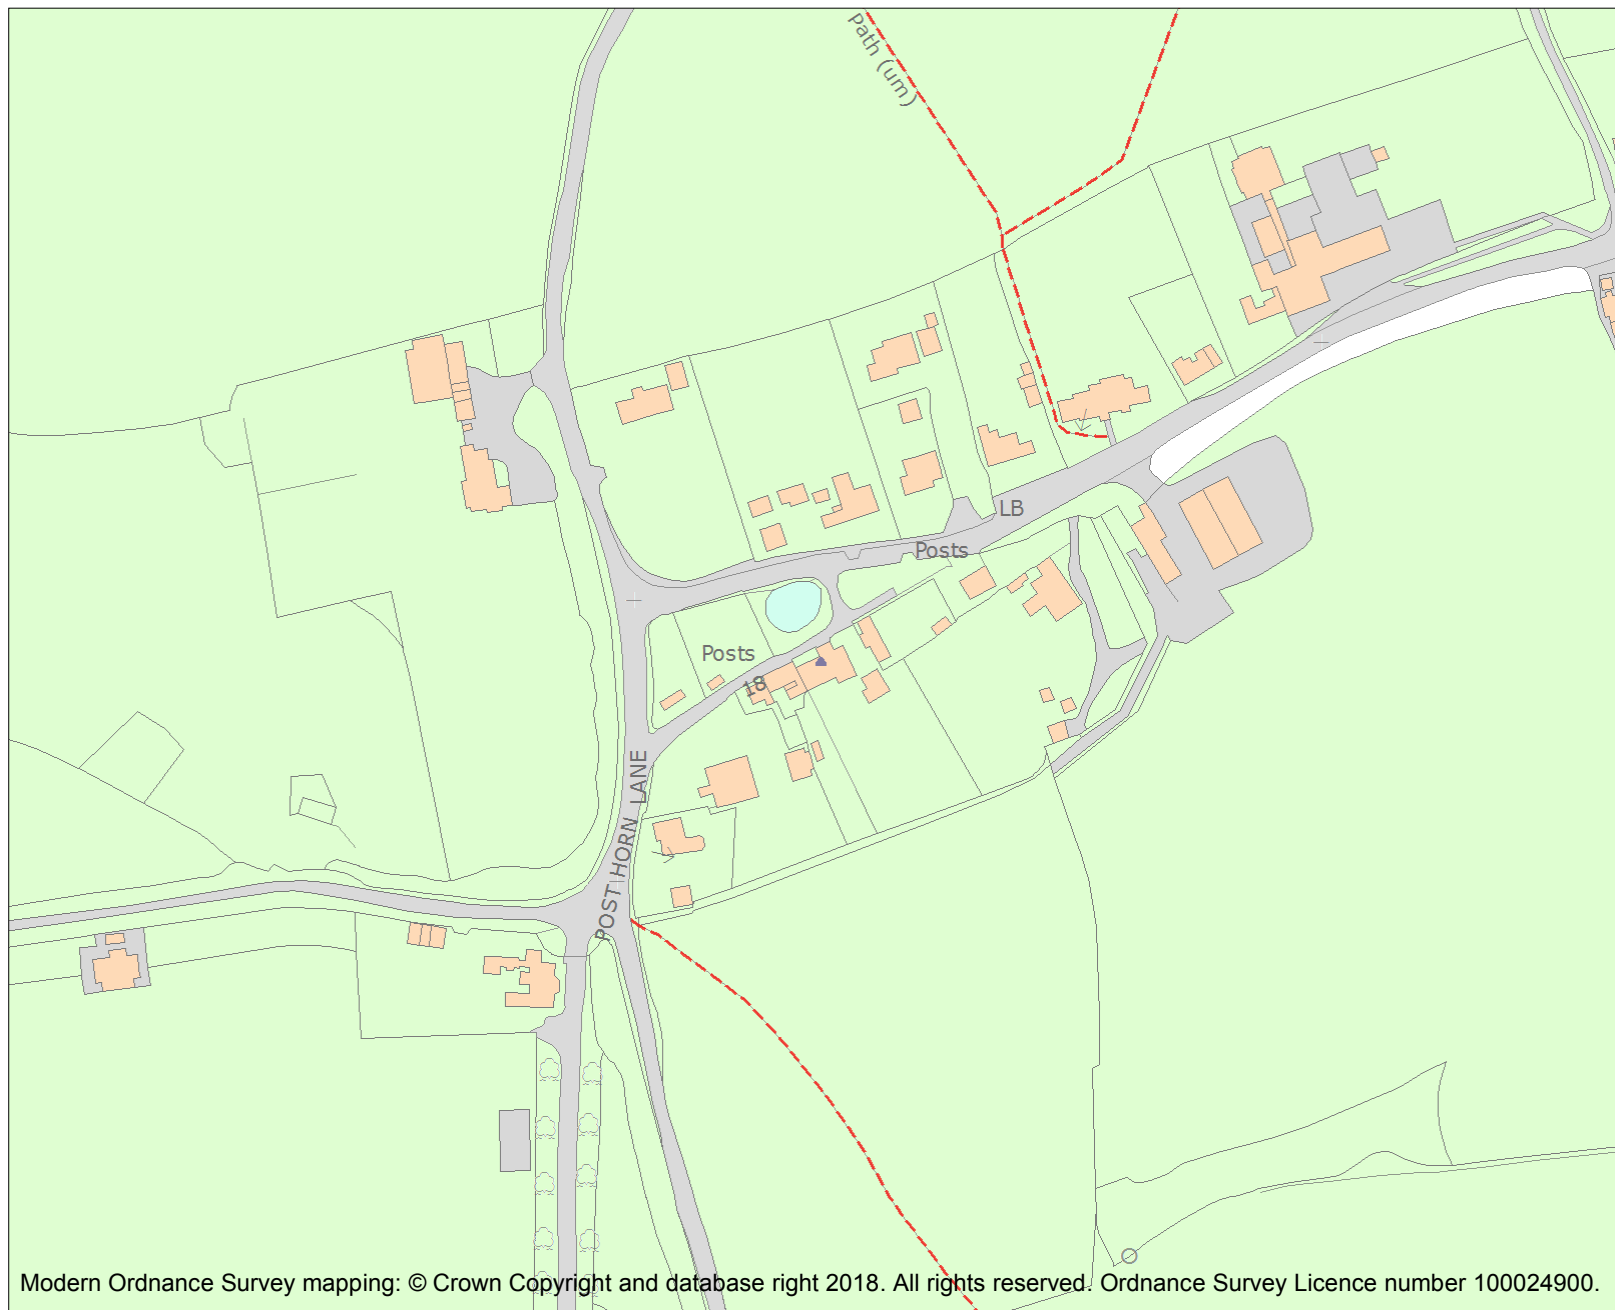 Path (um)
LB
Posts
Posts
18
POST HORN LANE
Modern Ordnance Survey mapping: © Crown Copyright and database right 2018. All rights reserved. Ordnance Survey Licence number 100024900.